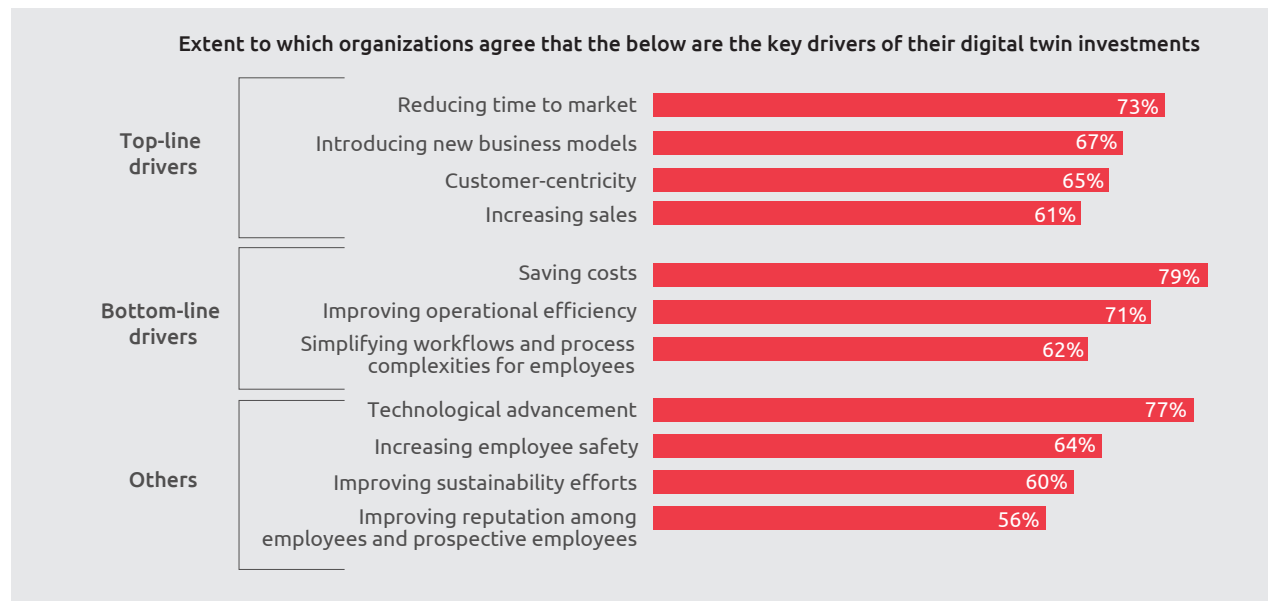 Extent to which organizations agree that the below are the key drivers of their digital twin investments
Top-line
drivers
Reducing time to market 73%
Introducing new business models 67%
Customer-centricity 65%
Increasing sales 61%
Bottom-line
drivers
Saving costs 79%
Improving operational efficiency 71%
Simplifying workflows and process
complexities for employees 62%
Others
Technological advancement 77%
Increasing employee safety 64%
Improving sustainability efforts 60%
Improving reputation among
employees and prospective employees 56%